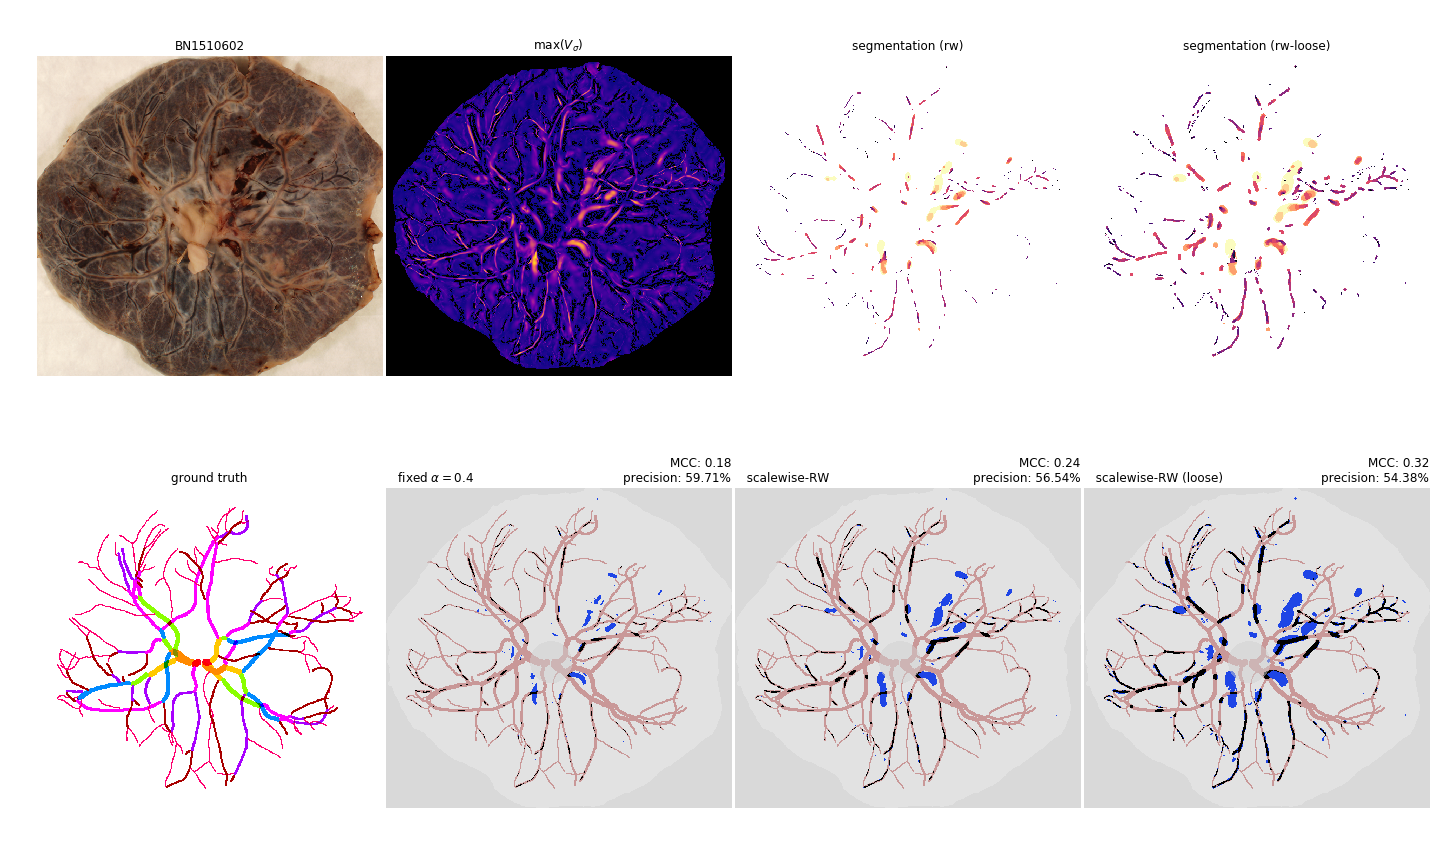 BN1510602
max(V_σ)
segmentation (rw)
segmentation (rw-loose)
ground truth
fixed α = 0.4
MCC: 0.18
precision: 59.71%
scalewise-RW
MCC: 0.24
precision: 56.54%
scalewise-RW (loose)
MCC: 0.32
precision: 54.38%